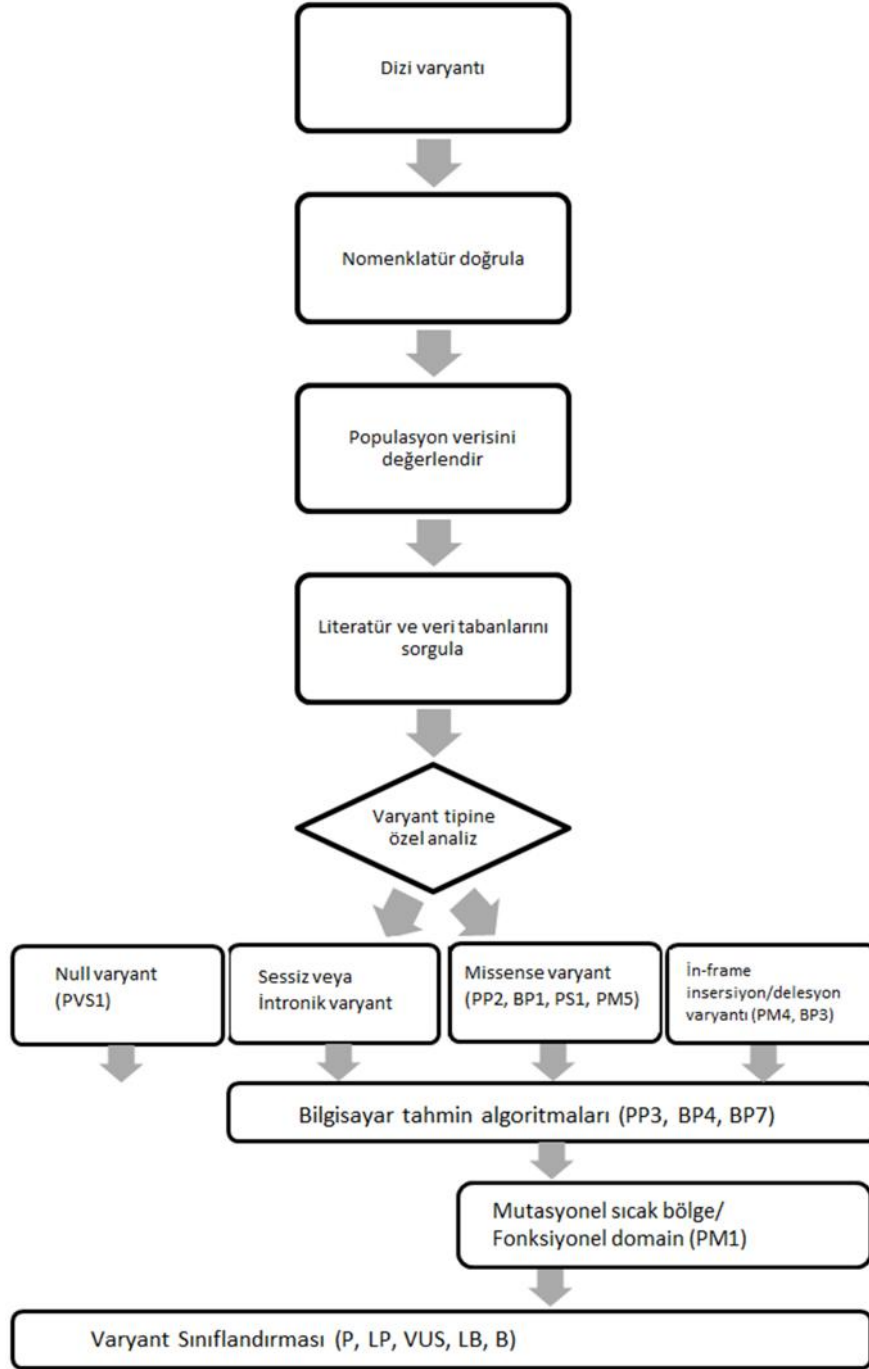 Dizi varyantı
Nomenklatür doğrula
Populasyon verisini
değerlendir
Literatür ve veri tabanlarını
sorgula
Varyant tipine
özel analiz
Null varyant
(PVS1)
Sessiz veya
İntronik varyant
Missense varyant
(PP2, BP1, PS1, PM5)
İn-frame
insersiyon/delesyon
varyantı (PM4, BP3)
Bilgisayar tahmin algoritmaları (PP3, BP4, BP7)
Mutasyonel sıcak bölge/
Fonksiyonel domain (PM1)
Varyant Sınıflandırması (P, LP, VUS, LB, B)